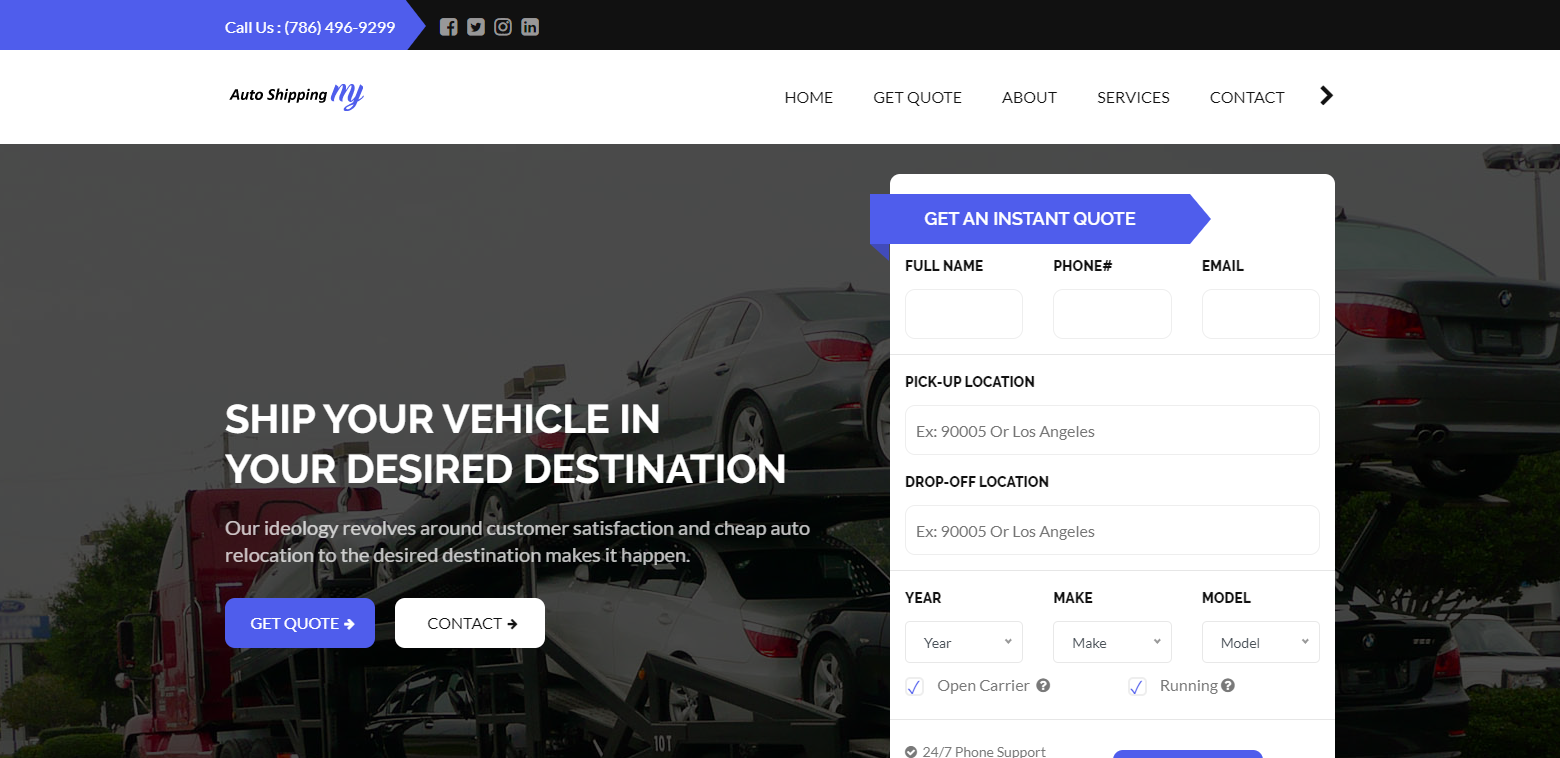 Call Us : (786) 496-9299
Auto Shipping my
HOME GET QUOTE ABOUT SERVICES CONTACT
GET AN INSTANT QUOTE
FULL NAME PHONE# EMAIL
PICK-UP LOCATION
Ex: 90005 Or Los Angeles
DROP-OFF LOCATION
Ex: 90005 Or Los Angeles
YEAR MAKE MODEL
Year Make Model
Open Carrier Running
24/7 Phone Support
SHIP YOUR VEHICLE IN
YOUR DESIRED DESTINATION
Our ideology revolves around customer satisfaction and cheap auto
relocation to the desired destination makes it happen.
GET QUOTE CONTACT
10T